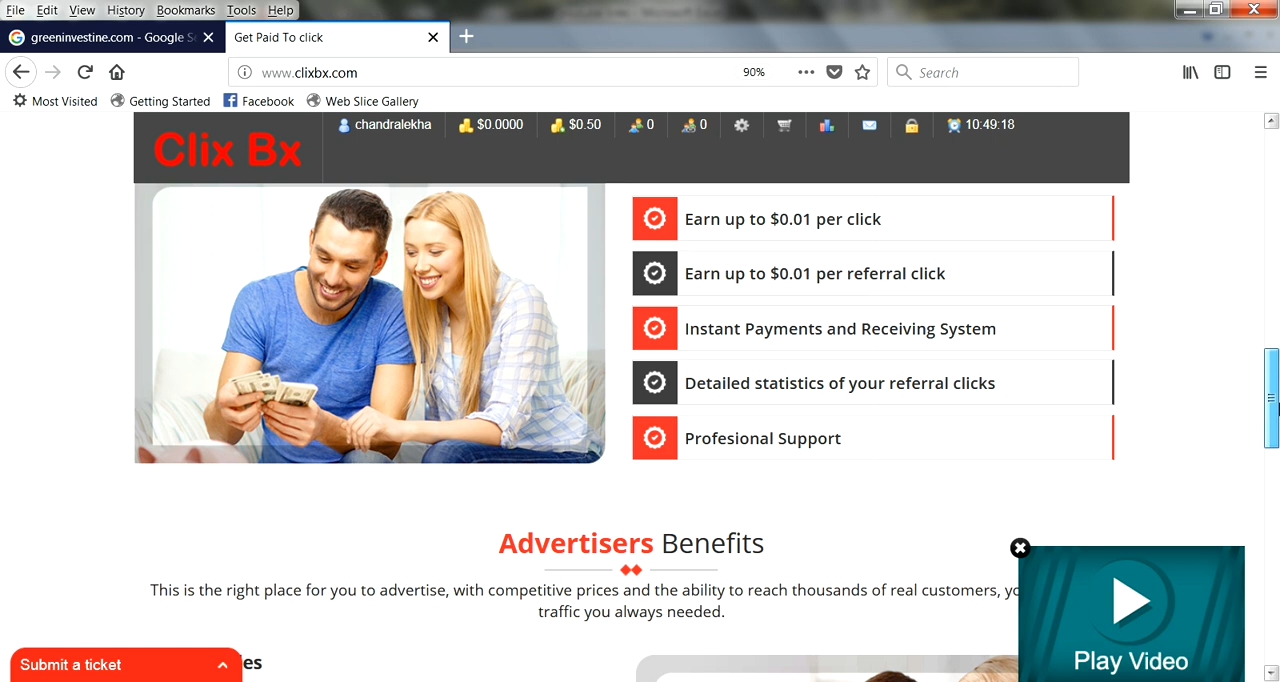 File Edit View History Bookmarks Tools Help
greeninvestine.com - Google S
Get Paid To click
www.clixbx.com
90%
Search
Most Visited
Getting Started
Facebook
Web Slice Gallery
Clix Bx
chandralekha
$0.0000
$0.50
0
0
10:49:18
Earn up to $0.01 per click
Earn up to $0.01 per referral click
Instant Payments and Receiving System
Detailed statistics of your referral clicks
Profesional Support
Advertisers Benefits
This is the right place for you to advertise, with competitive prices and the ability to reach thousands of real customers,
traffic you always needed.
Submit a ticket
es
Play Video